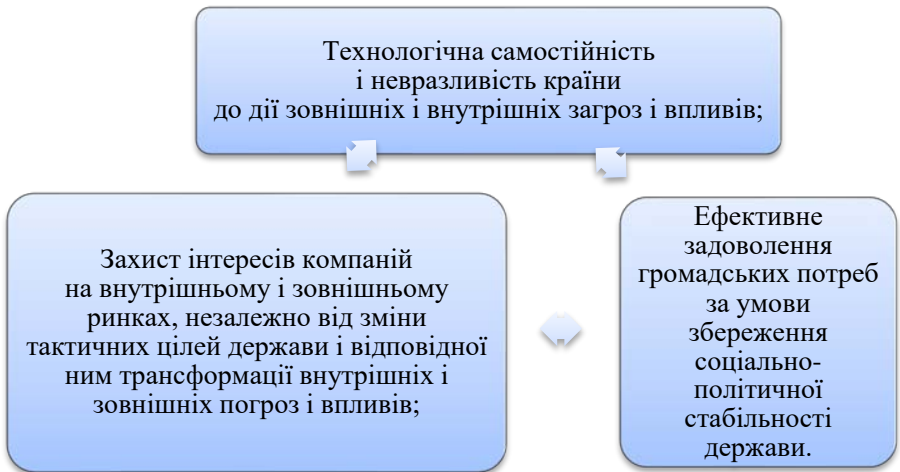 Технологічна самостійність
і невразливість країни
до дії зовнішніх і внутрішніх загроз і впливів;
Захист інтересів компаній
на внутрішньому і зовнішньому
ринках, незалежно від зміни
тактичних цілей держави і відповідної
ним трансформації внутрішніх і
зовнішніх погроз і впливів;
Ефективне
задоволення
громадських потреб
за умови
збереження
соціально-
політичної
стабільності
держави.